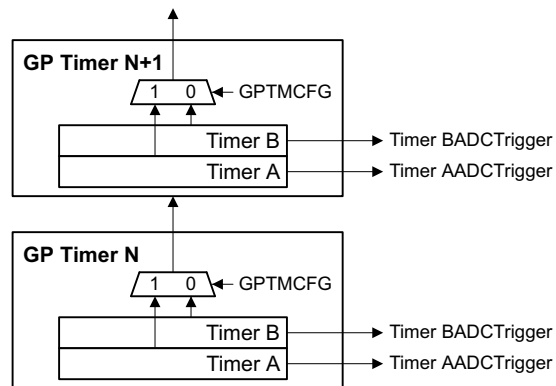 GP Timer N+1
1 0
GPTMCFG
Timer B
Timer BADCTrigger
Timer A
Timer AADCTrigger
GP Timer N
1 0
GPTMCFG
Timer B
Timer BADCTrigger
Timer A
Timer AADCTrigger